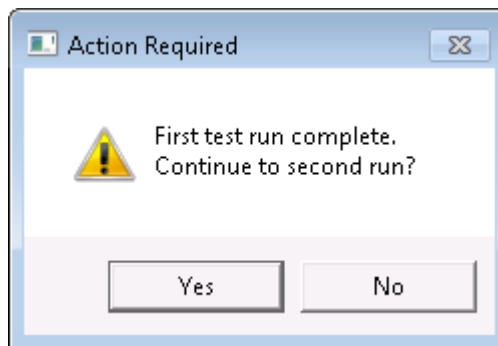 Action Required
First test run complete.
Continue to second run?
Yes
No